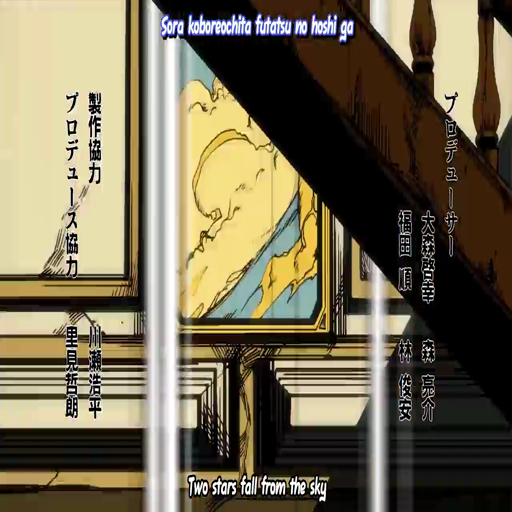 Sora koboreochita futatsu no hoshi ga
プロデューサー
大森啓幸 森 亮介
福田 順 林 俊安
製作協力
川瀬浩平
プロデュース協力
里見哲朗
Two stars fall from the sky